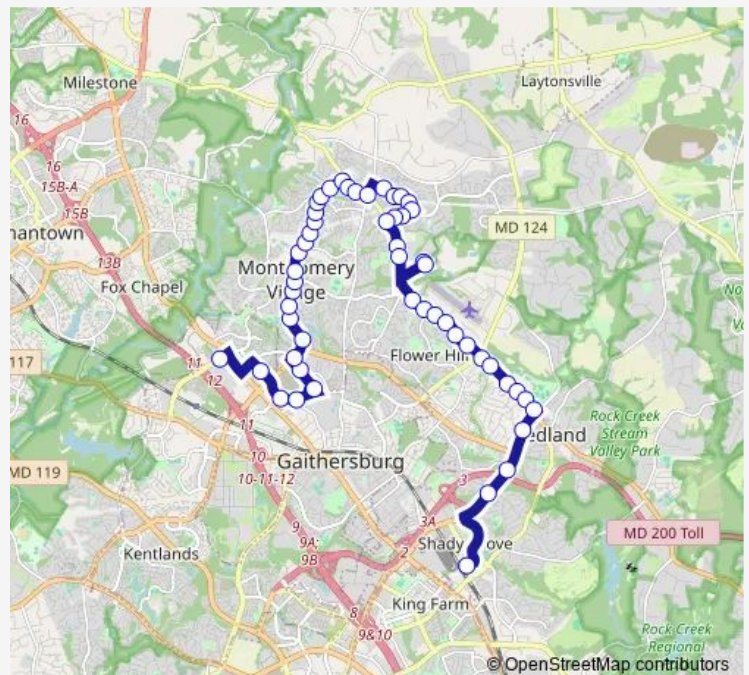 Milestone
Laytonsville
16
16
15B-A
15B
mantown
MD 124
13B
Montgomery
Village
Fox Chapel
117
11
12
Flower Hill
11
Rock Creek
Stream
Valley Park
edland
Gaithersburg
10
10-11-12
MD 119
3
9
3A
MD 200 Toll
Kentlands
9A;
9B
2
Shady Grove
King Farm
8
9&10
Rock Creek
Regional
© OpenStreetMap contributors